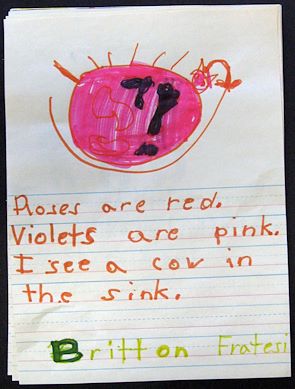 Roses are red.
Violets are pink.
I see a cow in
the sink.
Britton Fratesi